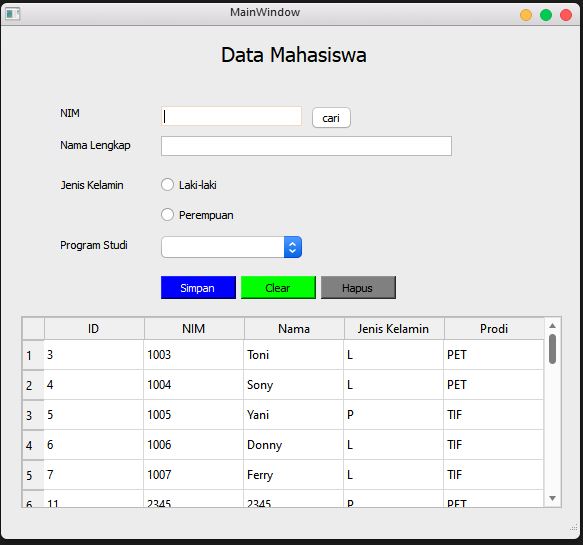 MainWindow
Data Mahasiswa
NIM
cari
Nama Lengkap
Jenis Kelamin
Laki-laki
Perempuan
Program Studi
Simpan Clear Hapus
ID NIM Nama Jenis Kelamin Prodi
1 3 1003 Toni L PET
2 4 1004 Sony L PET
3 5 1005 Yani P TIF
4 6 1006 Donny L TIF
5 7 1007 Ferry L TIF
6 11 2345 2345 P PET